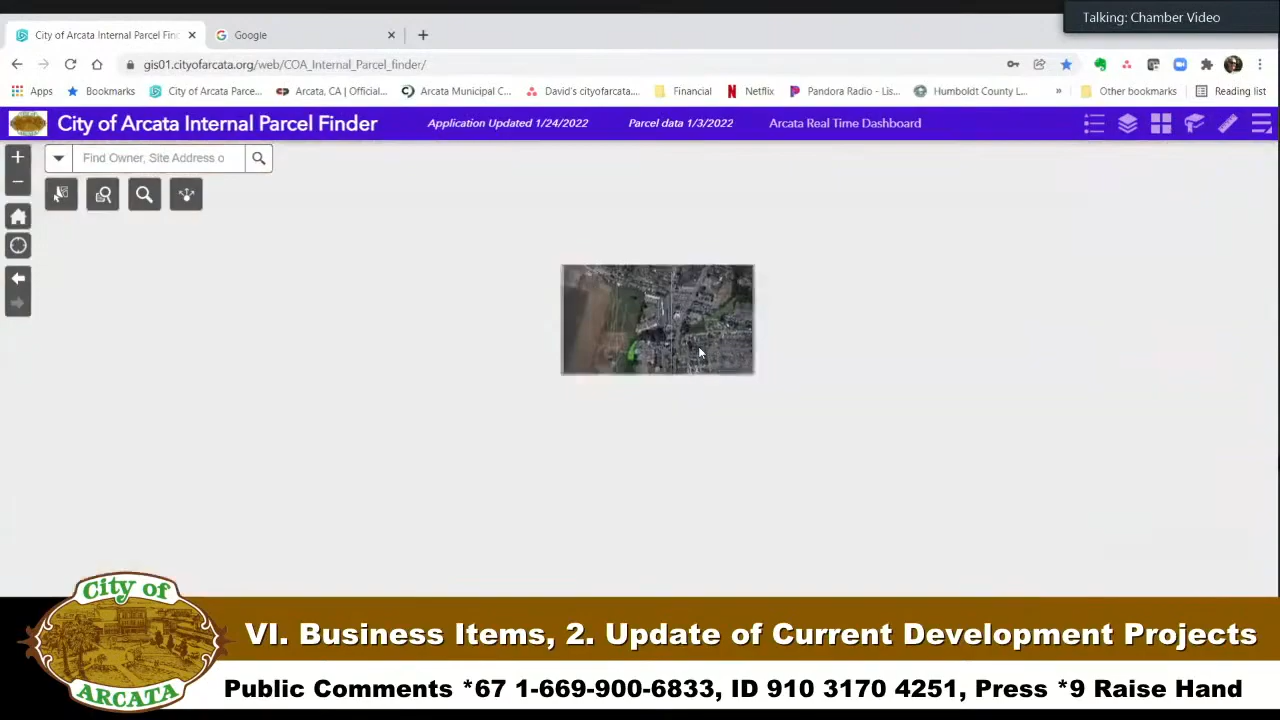 Talking: Chamber Video
City of Arcata Internal Parcel Finc
Google
gis01.cityofarcata.org/web/COA_Internal_Parcel_finder/
Apps Bookmarks City of Arcata Parce... Arcata, CA | Official... Arcata Municipal C... David's cityofarcata.... Financial Netflix Pandora Radio - Lis... Humboldt County L... » Other bookmarks Reading list
City of Arcata Internal Parcel Finder Application Updated 1/24/2022 Parcel data 1/3/2022 Arcata Real Time Dashboard
Find Owner, Site Address o
City of
ARCATA
VI. Business Items, 2. Update of Current Development Projects
Public Comments *67 1-669-900-6833, ID 910 3170 4251, Press *9 Raise Hand